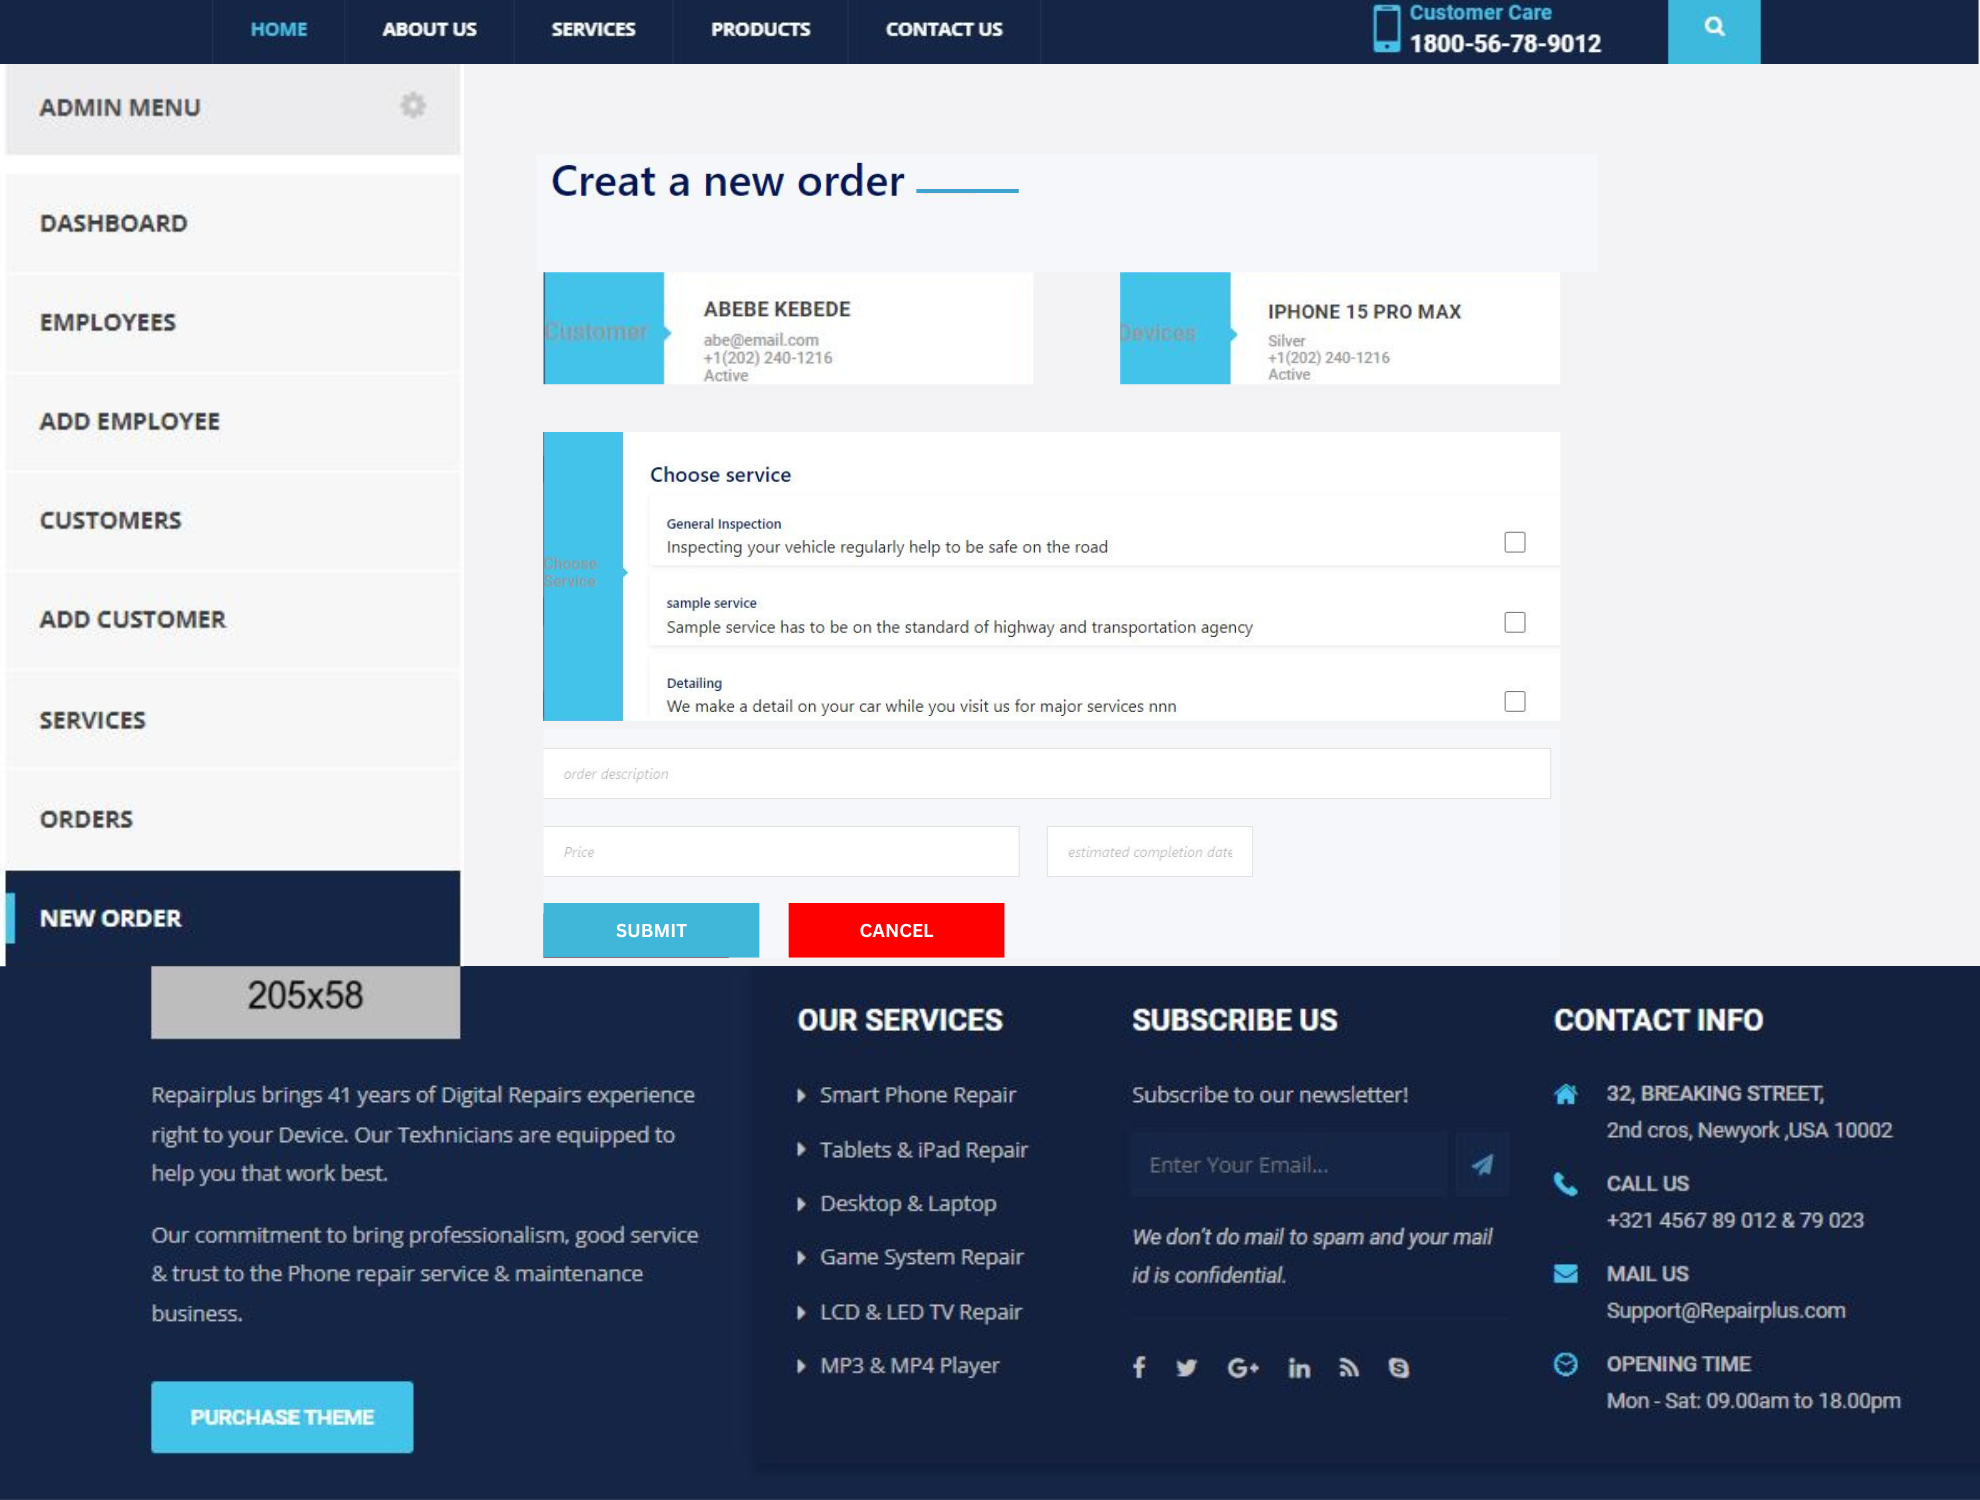 HOME
ABOUT US
SERVICES
PRODUCTS
CONTACT US
Customer Care
1800-56-78-9012
ADMIN MENU
DASHBOARD
EMPLOYEES
ADD EMPLOYEE
CUSTOMERS
ADD CUSTOMER
SERVICES
ORDERS
NEW ORDER
Creat a new order
Customer
ABEBE KEBEDE
abe@email.com
+1(202) 240-1216
Active
Devices
IPHONE 15 PRO MAX
Silver
+1(202) 240-1216
Active
Choose
Service
Choose service
General Inspection
Inspecting your vehicle regularly help to be safe on the road
sample service
Sample service has to be on the standard of highway and transportation agency
Detailing
We make a detail on your car while you visit us for major services nnn
order description
Price
estimated completion date
SUBMIT
CANCEL
205x58
Repairplus brings 41 years of Digital Repairs experience
right to your Device. Our Texhnicians are equipped to
help you that work best.
Our commitment to bring professionalism, good service
& trust to the Phone repair service & maintenance
business.
PURCHASE THEME
OUR SERVICES
Smart Phone Repair
Tablets & iPad Repair
Desktop & Laptop
Game System Repair
LCD & LED TV Repair
MP3 & MP4 Player
SUBSCRIBE US
Subscribe to our newsletter!
Enter Your Email...
We don't do mail to spam and your mail
id is confidential.
CONTACT INFO
32, BREAKING STREET,
2nd cros, Newyork ,USA 10002
CALL US
+321 4567 89 012 & 79 023
MAIL US
Support@Repairplus.com
OPENING TIME
Mon - Sat: 09.00am to 18.00pm